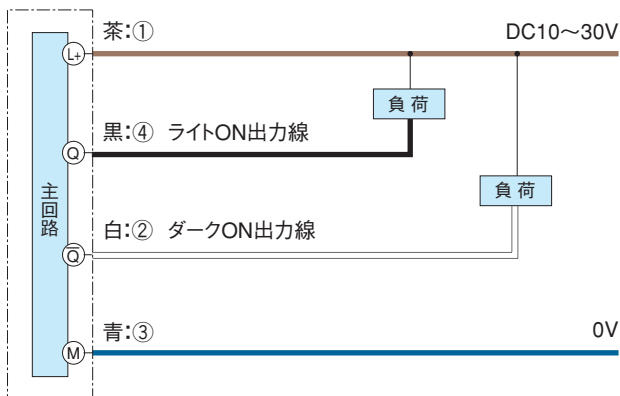 茶:① DC10〜30V
L+
負荷
黒:④ ライトON出力線
Q
負荷
主回路
白:② ダークON出力線
Q̅
青:③ 0V
M